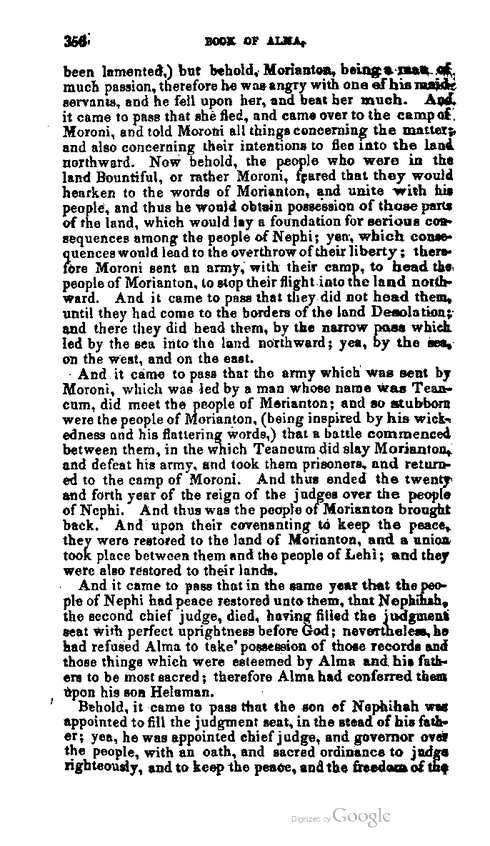 356 BOOK OF ALMA.
been lamented,) but behold, Morianton, being a man of
much passion, therefore he was angry with one of his maid
servants, and he fell upon her, and beat her much. And
it came to pass that she fled, and came over to the camp of
Moroni, and told Moroni all things concerning the matter;
and also concerning their intentions to flee into the land
northward. Now behold, the people who were in the
land Bountiful, or rather Moroni, feared that they would
hearken to the words of Morianton, and unite with his
people, and thus he would obtain possession of those parts
of the land, which would lay a foundation for serious con-
sequences among the people of Nephi; yea, which conse-
quences would lead to the overthrow of their liberty; there-
fore Moroni sent an army, with their camp, to head the
people of Morianton, to stop their flight into the land north-
ward. And it came to pass that they did not head them,
until they had come to the borders of the land Desolation;
and there they did head them, by the narrow pass which
led by the sea into the land northward; yea, by the sea,
on the west, and on the east.
And it came to pass that the army which was sent by
Moroni, which was led by a man whose name was Tean-
cum, did meet the people of Morianton; and so stubborn
were the people of Morianton, (being inspired by his wick-
edness and his flattering words,) that a battle commenced
between them, in the which Teancum did slay Morianton,
and defeat his army, and took them prisoners, and return-
ed to the camp of Moroni. And thus ended the twenty
and forth year of the reign of the judges over the people
of Nephi. And thus was the people of Morianton brought
back. And upon their covenanting to keep the peace,
they were restored to the land of Morianton, and a union
took place between them and the people of Lehi; and they
were also restored to their lands.
And it came to pass that in the same year that the peo-
ple of Nephi had peace restored unto them, that Nephihah,
the second chief judge, died, having filled the judgment
seat with perfect uprightness before God; nevertheless, he
had refused Alma to take possession of those records and
those things which were esteemed by Alma and his fath-
ers to be most sacred; therefore Alma had conferred them
upon his son Helaman.
Behold, it came to pass that the son of Nephihah was
appointed to fill the judgment seat, in the stead of his fath-
er; yea, he was appointed chief judge, and governor over
the people, with an oath, and sacred ordinance to judge
righteously, and to keep the peace, and the freedom of the
Digitized by Google